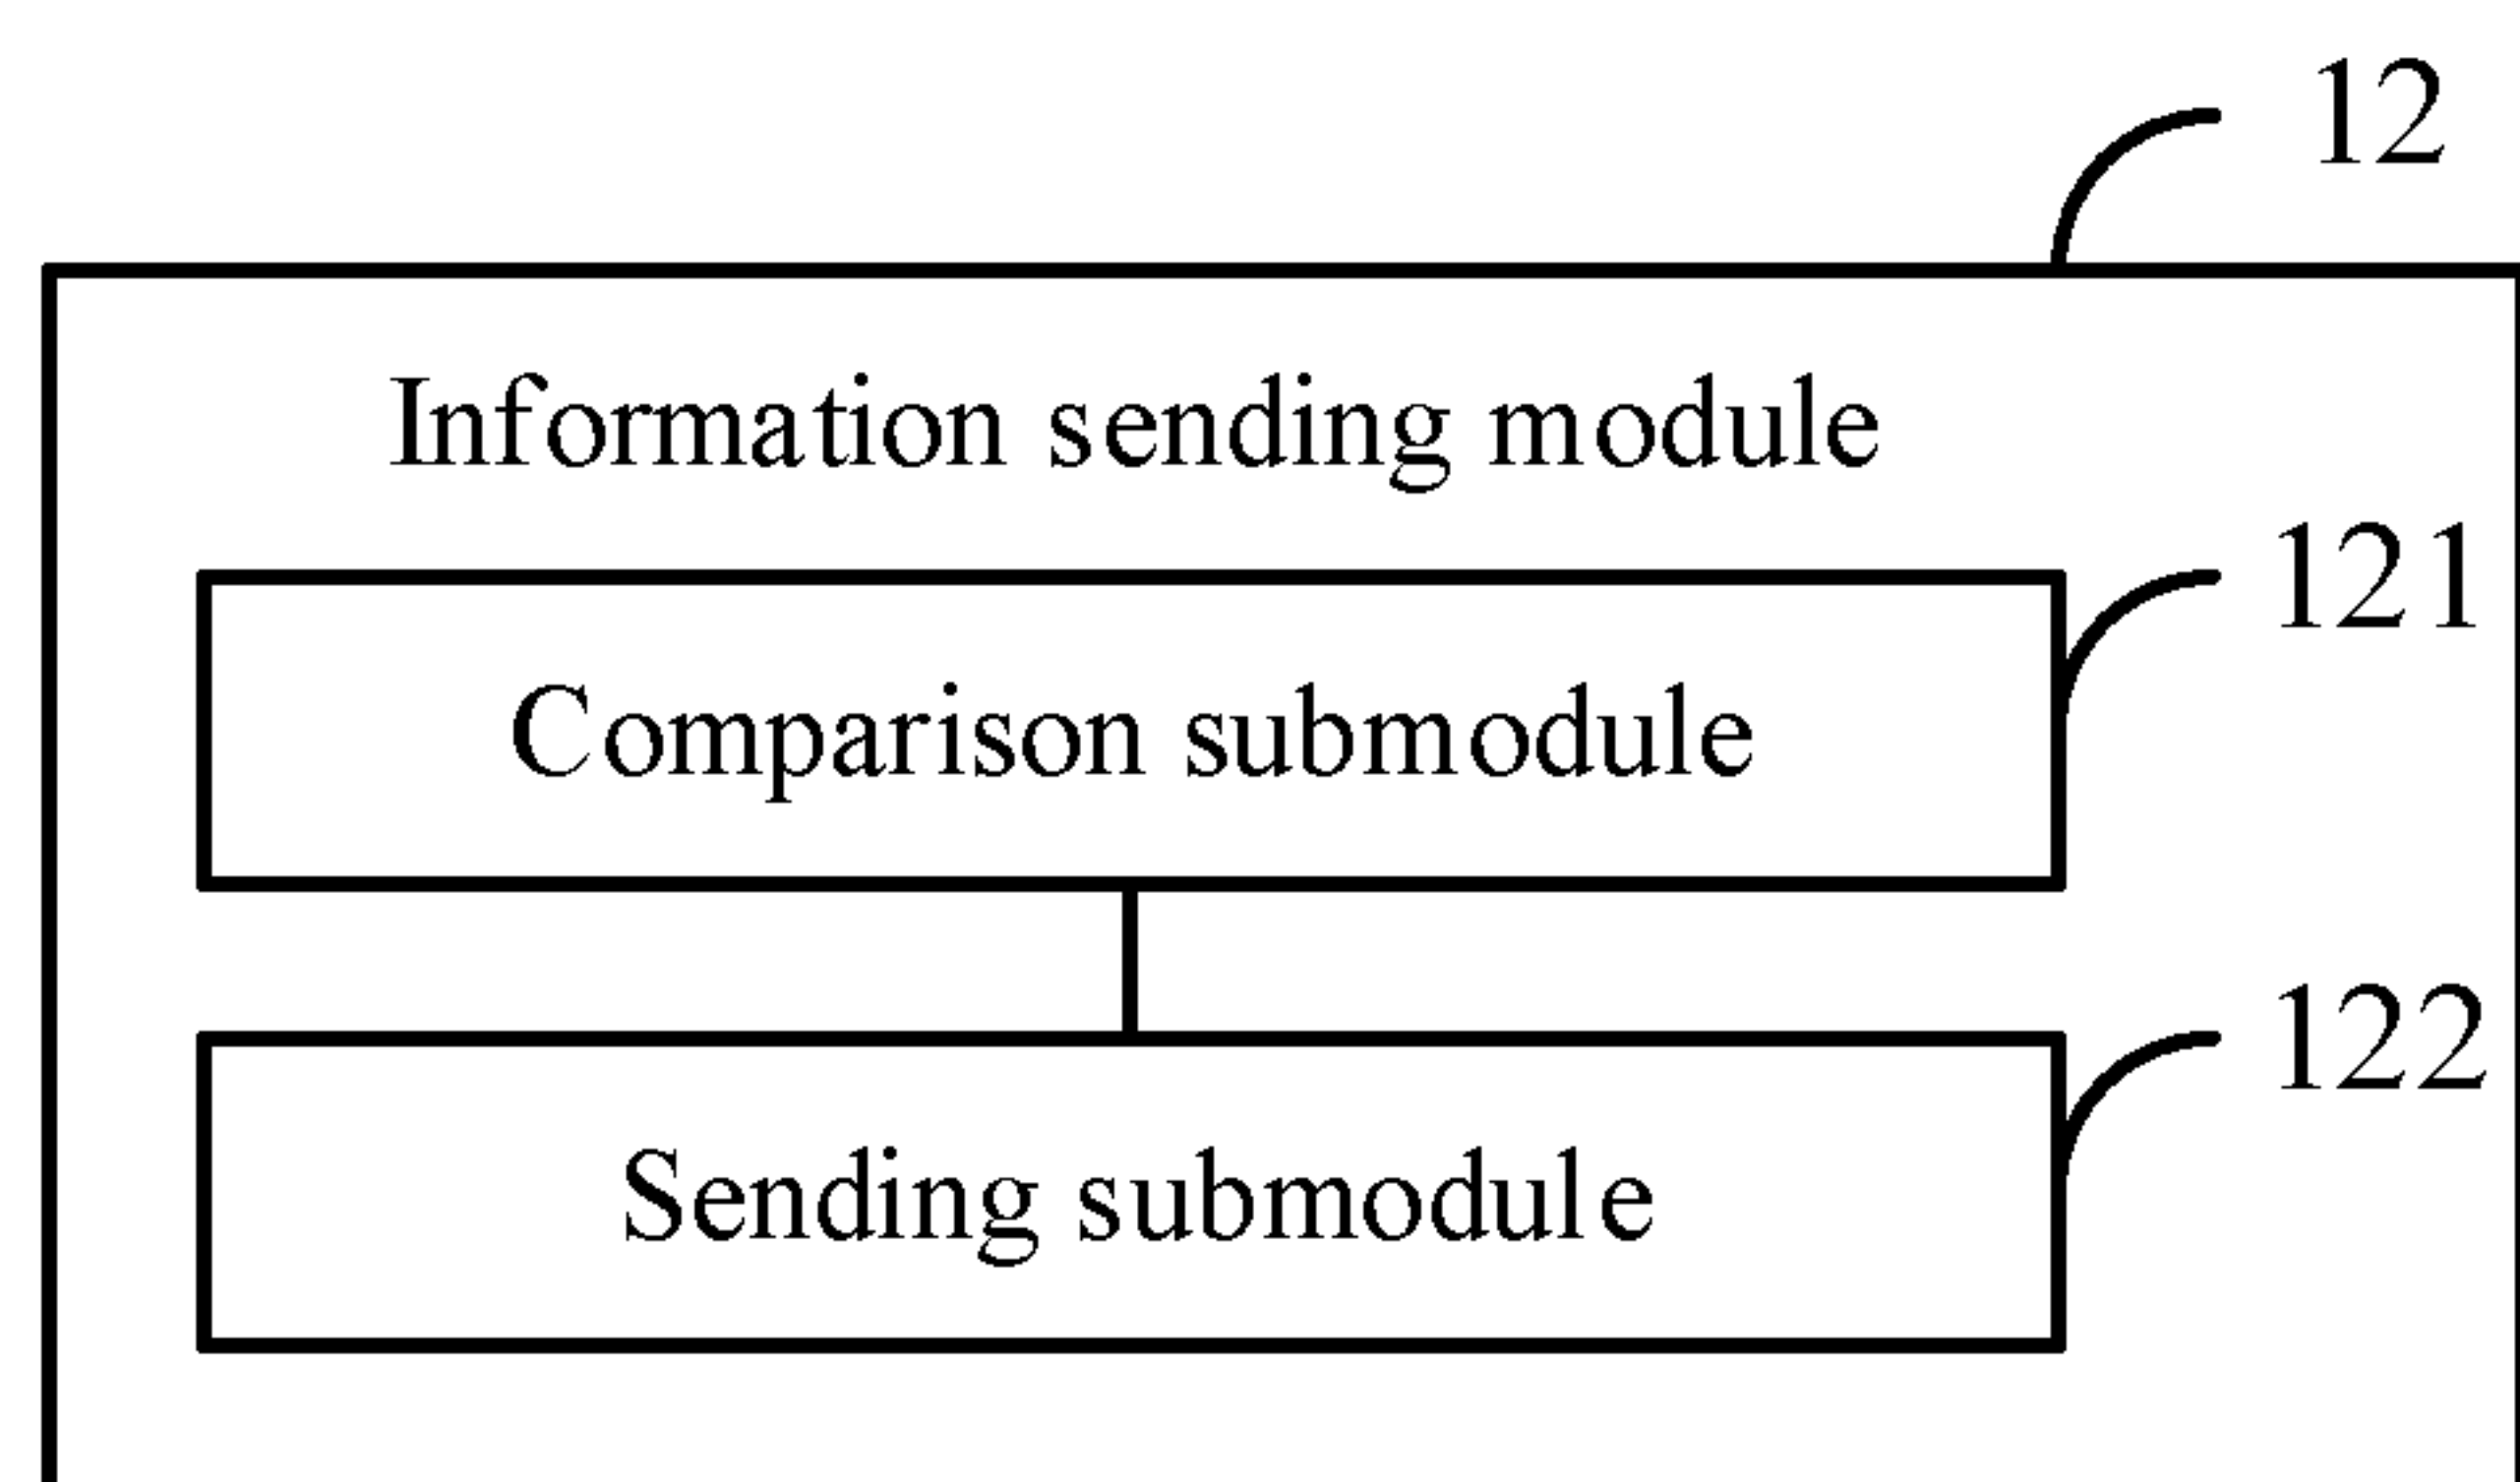 12
Information sending module
121
Comparison submodule
122
Sending submodule